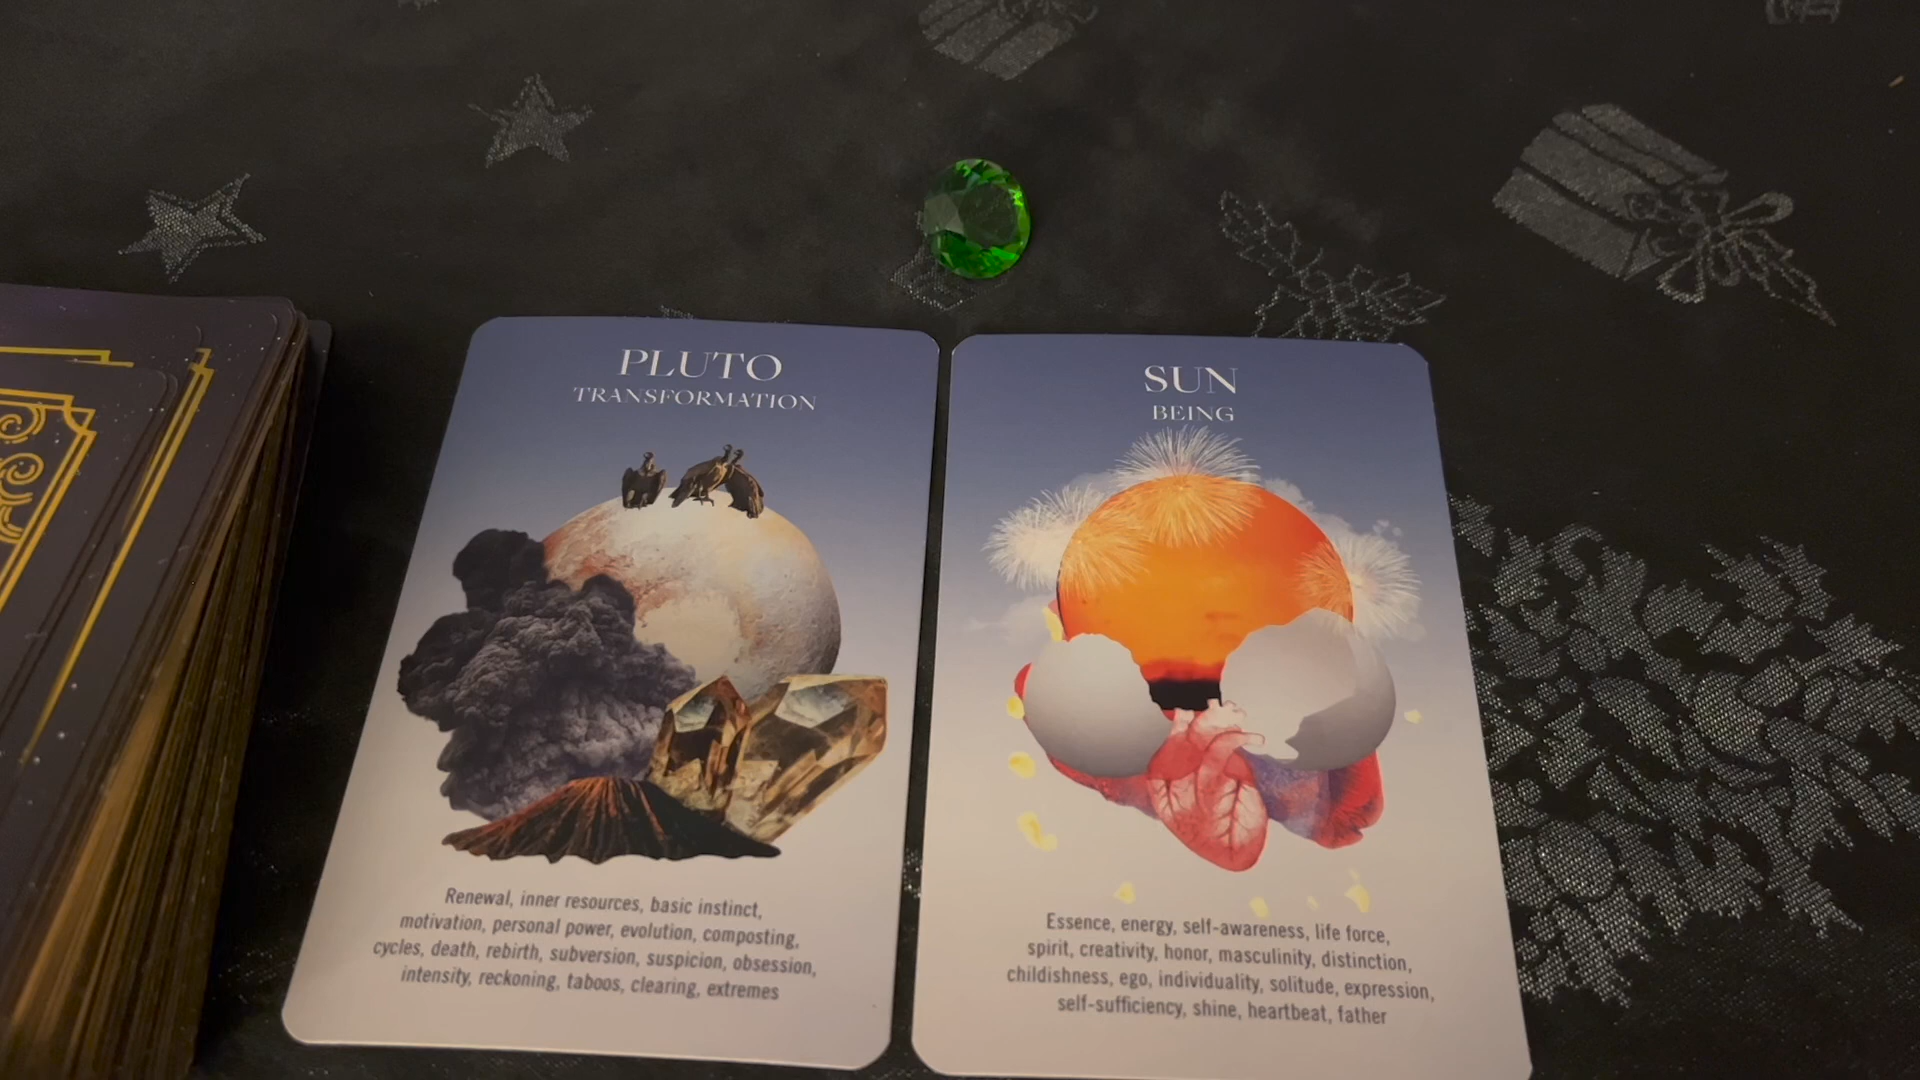 PLUTO
TRANSFORMATION
Renewal, inner resources, basic instinct,
motivation, personal power, evolution, composting,
cycles, death, rebirth, subversion, suspicion, obsession,
intensity, reckoning, taboos, clearing, extremes
SUN
BEING
Essence, energy, self-awareness, life force,
spirit, creativity, honor, masculinity, distinction,
childishness, ego, individuality, solitude, expression,
self-sufficiency, shine, heartbeat, father